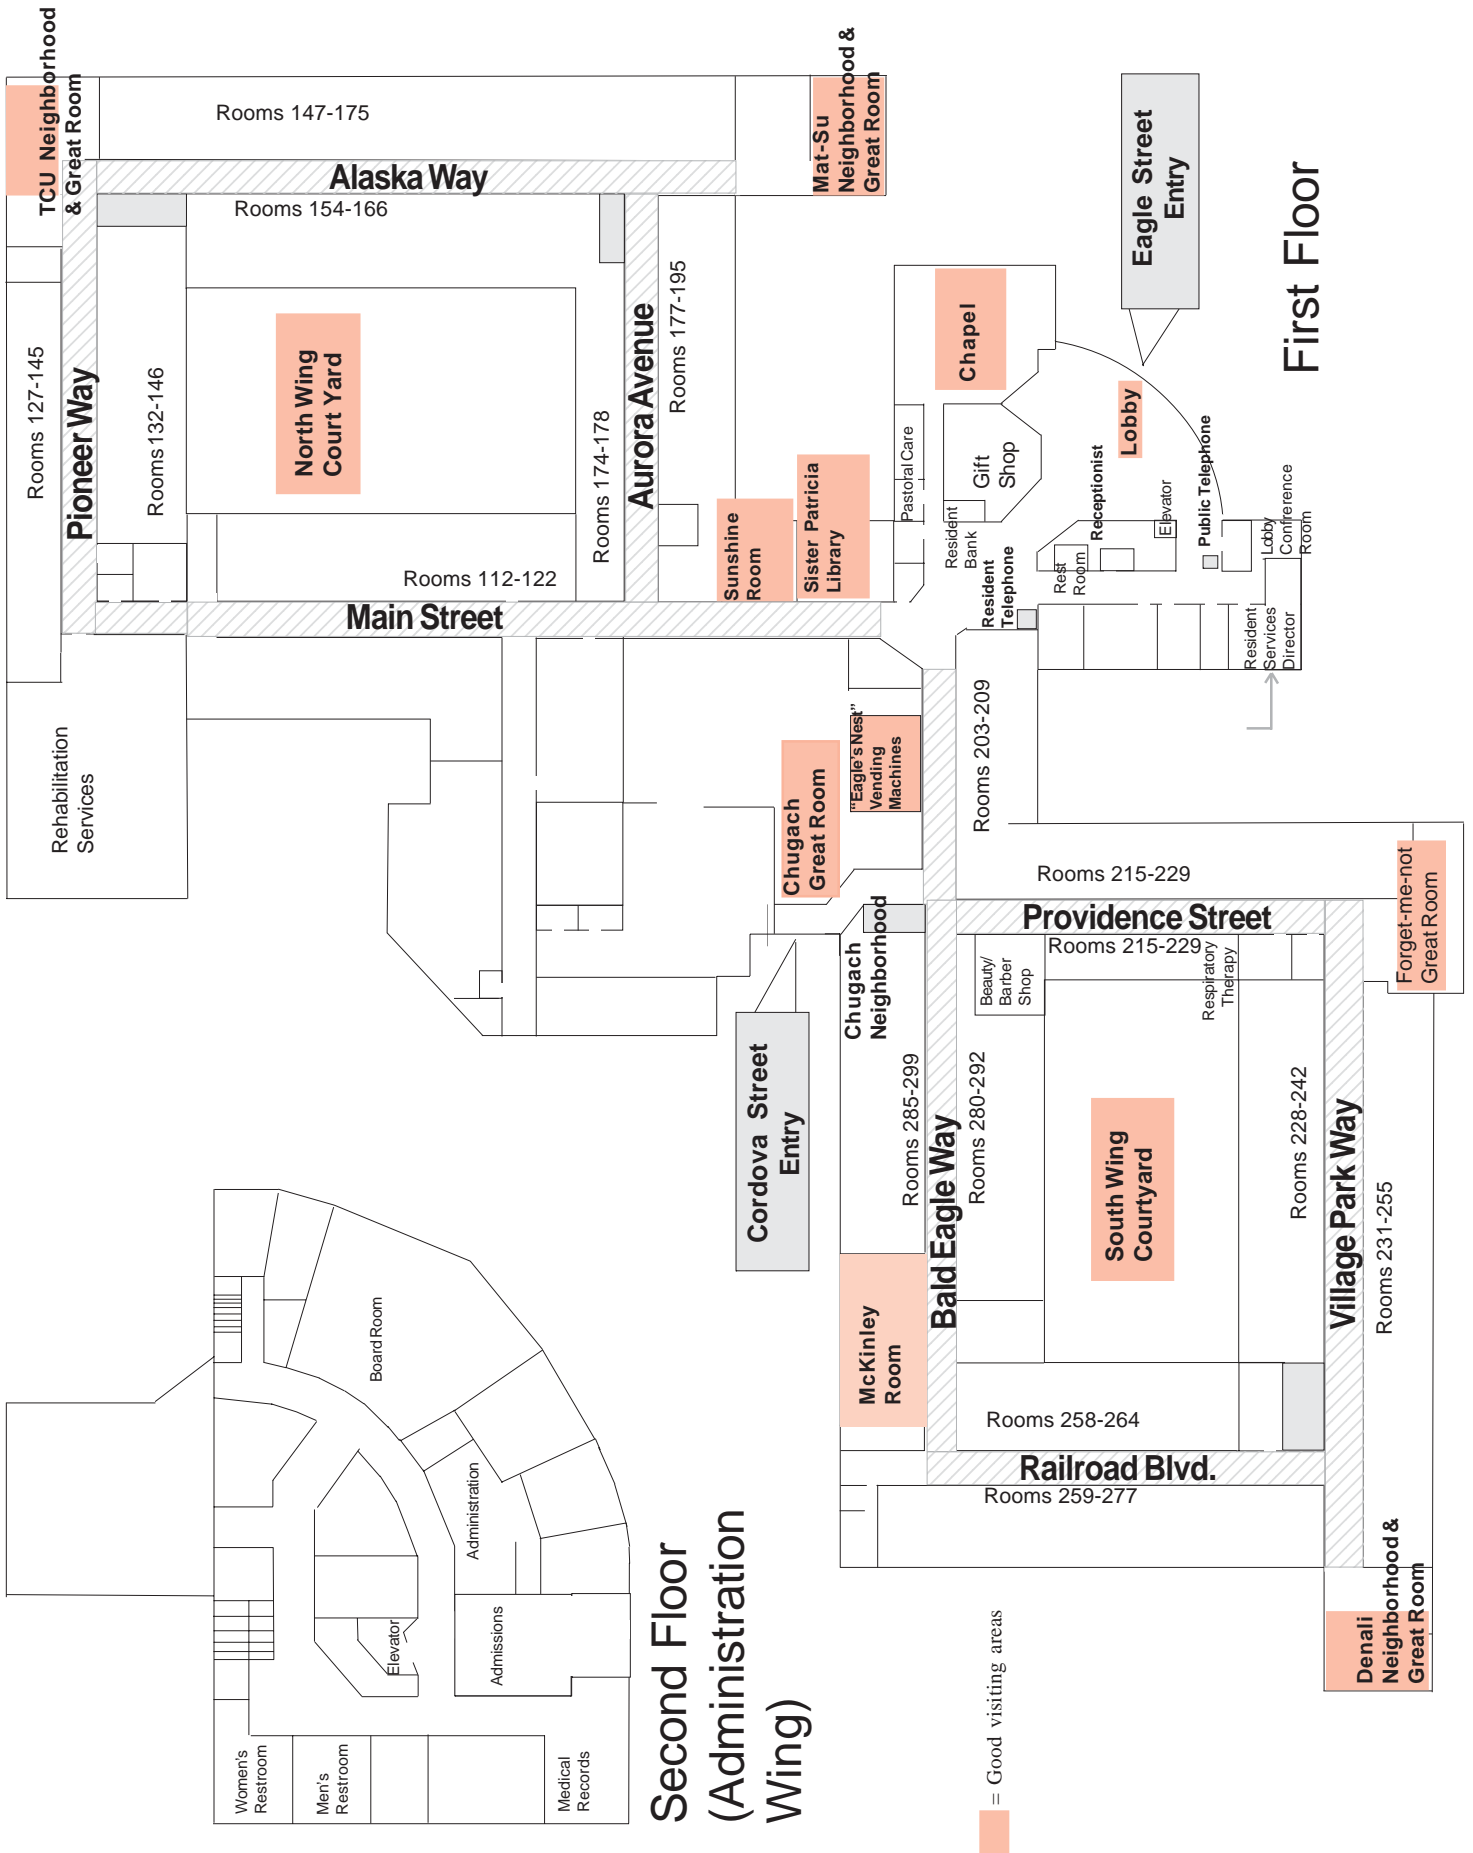 TCU Neighborhood
& Great Room
Rooms 147-175
Mat-Su
Neighborhood &
Great Room
Alaska Way
Rooms 154-166
Rooms 127-145
Pioneer Way
Rooms 132-146
North Wing
Court Yard
Rooms 174-178
Aurora Avenue
Rooms 177-195
Rooms 112-122
Main Street
Sunshine
Room
Sister Patricia
Library
Pastoral Care
Chapel
Gift
Shop
Resident
Bank
Resident
Telephone
Rest
Room
Receptionist
Lobby
Elevator
Public Telephone
Lobby
Confrence
Room
Resident
Services
Director
Eagle Street
Entry
First Floor
Rehabilitation
Services
Chugach
Great Room
"Eagle's Nest"
Vending
Machines
Rooms 203-209
Rooms 215-229
Forget-me-not
Great Room
Chugach
Neighborhood
Providence Street
Rooms 215-229
Beauty/
Barber
Shop
Respiratory
Therapy
Cordova Street
Entry
Rooms 285-299
Bald Eagle Way
Rooms 280-292
South Wing
Courtyard
Rooms 228-242
Village Park Way
Rooms 231-255
McKinley
Room
Rooms 258-264
Railroad Blvd.
Rooms 259-277
Denali
Neighborhood &
Great Room
Board Room
Administration
Elevator
Admissions
Women's
Restroom
Men's
Restroom
Medical
Records
Second Floor
(Administration
Wing)
= Good visiting areas